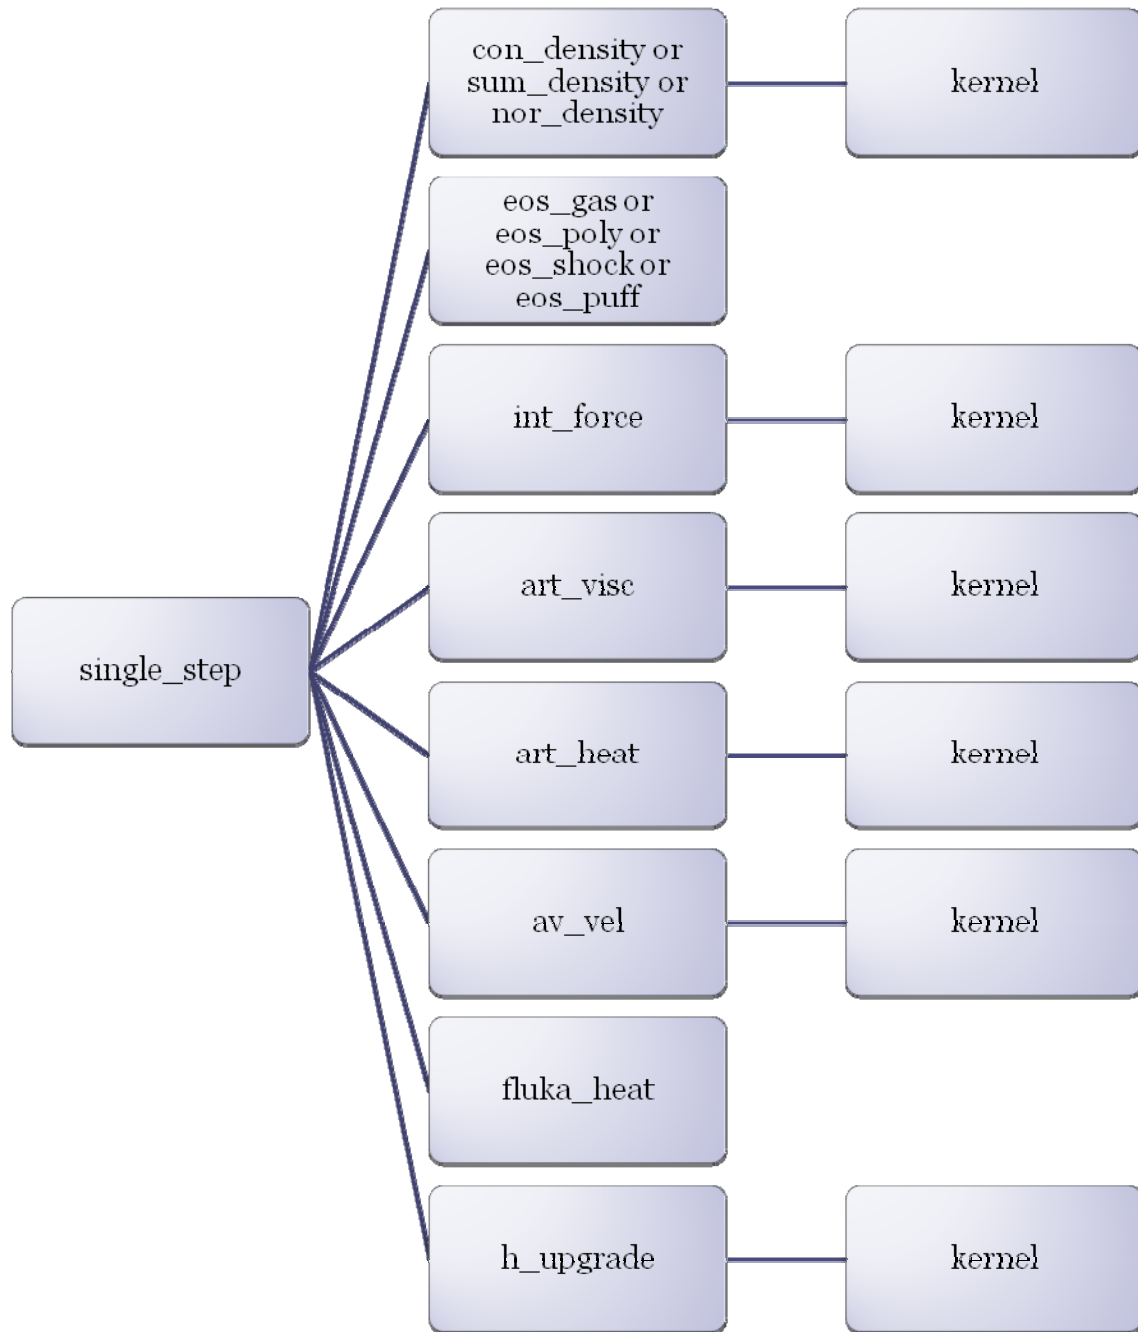 con_density or
sum_density or
nor_density
kernel
eos_gas or
eos_poly or
eos_shock or
eos_puff
int_force
kernel
art_visc
kernel
single_step
art_heat
kernel
av_vel
kernel
fluka_heat
h_upgrade
kernel